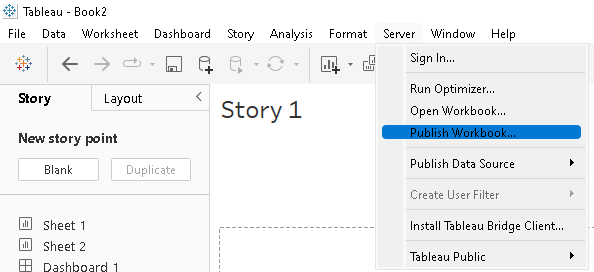 Tableau - Book2
File Data Worksheet Dashboard Story Analysis Format Server Window Help
Sign In...
Run Optimizer...
Open Workbook...
Publish Workbook...
Publish Data Source
Create User Filter
Install Tableau Bridge Client...
Tableau Public
Story Layout
New story point
Blank Duplicate
Sheet 1
Sheet 2
Dashboard 1
Story 1